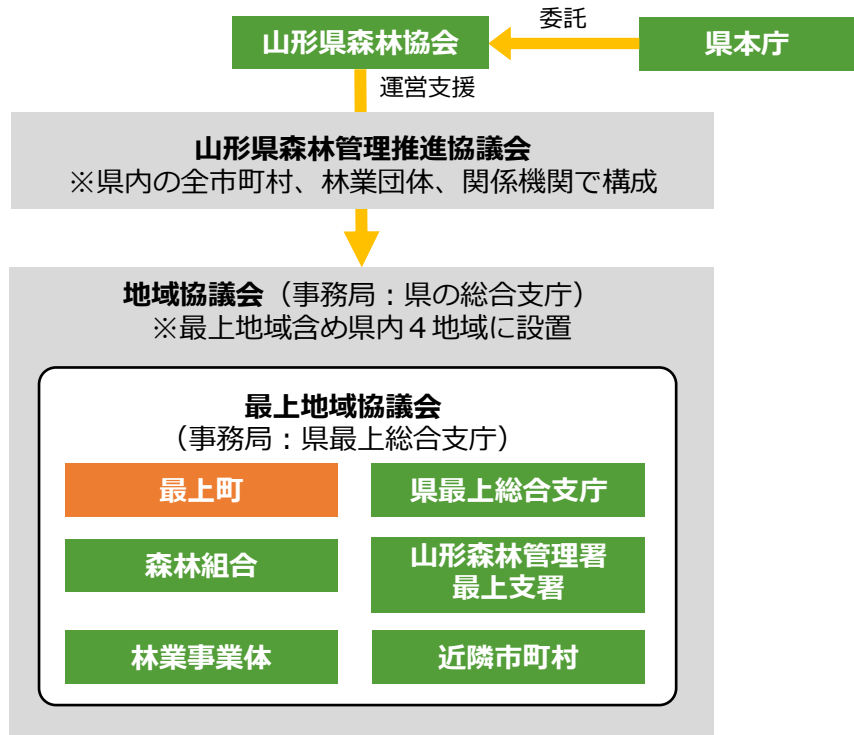 委託
山形県森林協会
県本庁
運営支援
山形県森林管理推進協議会
※県内の全市町村、林業団体、関係機関で構成
地域協議会（事務局：県の総合支庁）
※最上地域含め県内４地域に設置
最上地域協議会
（事務局：県最上総合支庁）
最上町
県最上総合支庁
森林組合
山形森林管理署
最上支署
林業事業体
近隣市町村